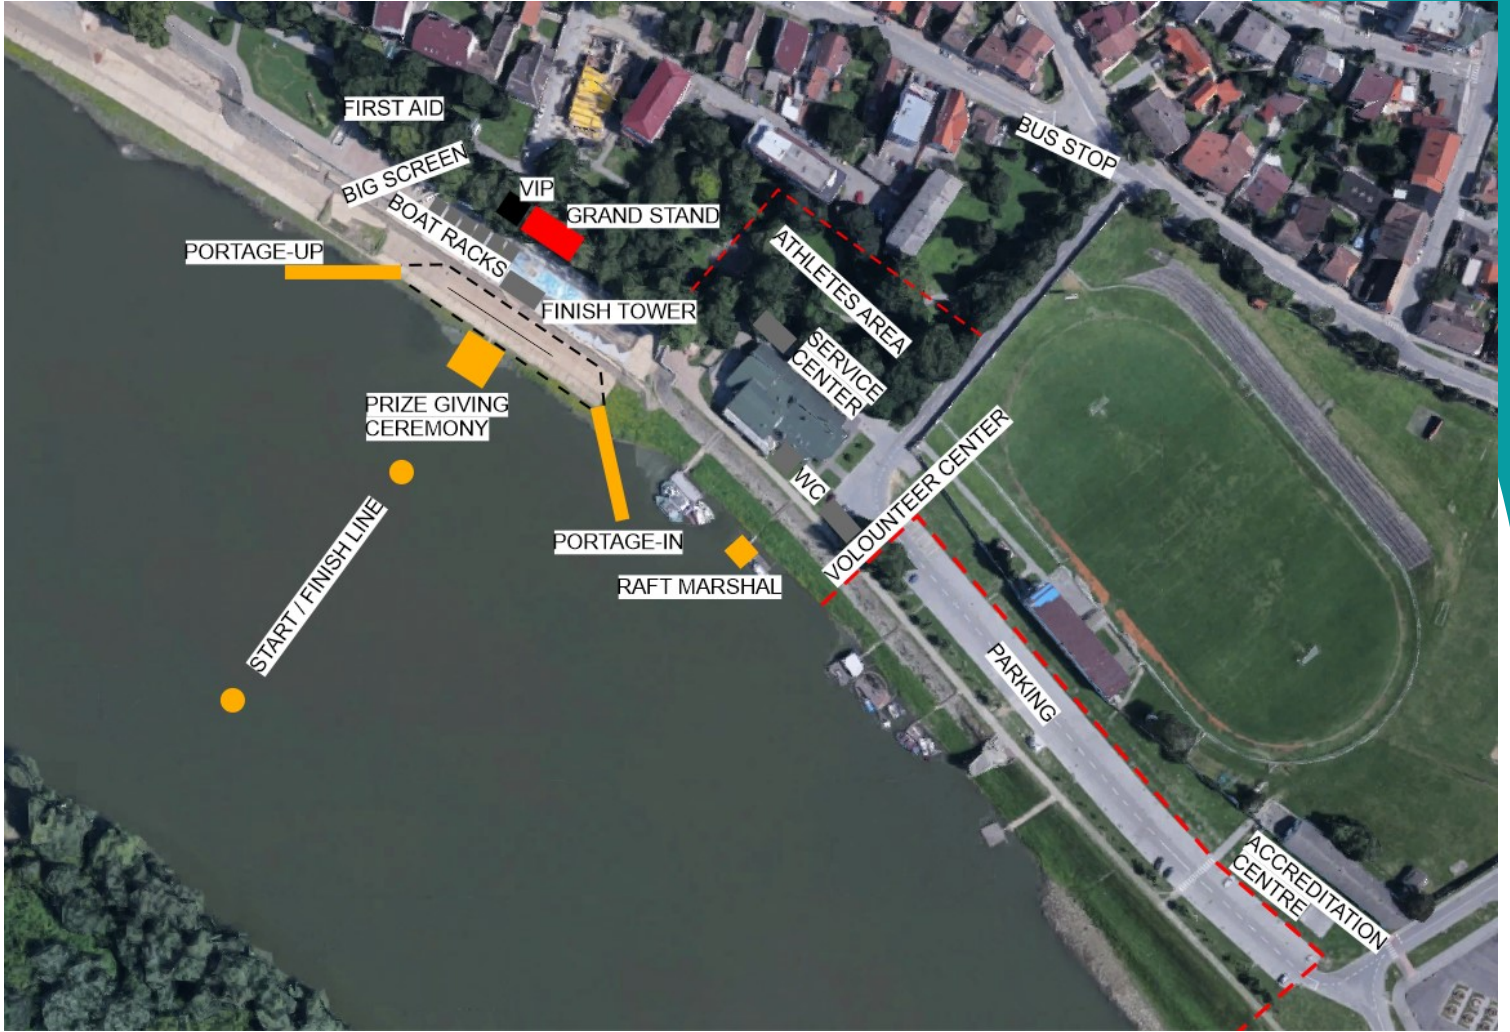 FIRST AID
BUS STOP
BIG SCREEN
VIP
BOAT RACKS
GRAND STAND
PORTAGE-UP
ATHLETES AREA
FINISH TOWER
SERVICE
CENTER
PRIZE GIVING
CEREMONY
WC
VOLOUNTEER CENTER
START / FINISH LINE
PORTAGE-IN
RAFT MARSHAL
PARKING
ACCREDITATION
CENTRE